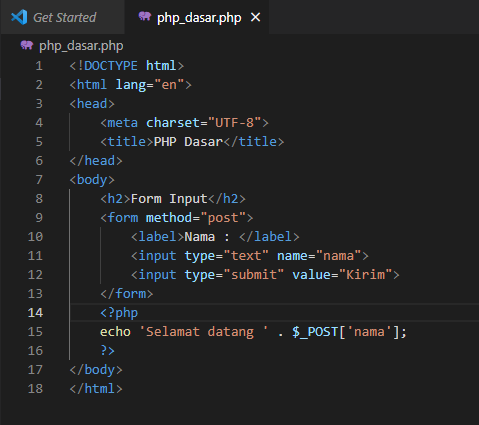 Get Started php_dasar.php
php_dasar.php
1 <!DOCTYPE html>
2 <html lang="en">
3 <head>
4     <meta charset="UTF-8">
5     <title>PHP Dasar</title>
6 </head>
7 <body>
8     <h2>Form Input</h2>
9     <form method="post">
10         <label>Nama : </label>
11         <input type="text" name="nama">
12         <input type="submit" value="Kirim">
13     </form>
14     <?php
15     echo 'Selamat datang ' . $_POST['nama'];
16     ?>
17 </body>
18 </html>